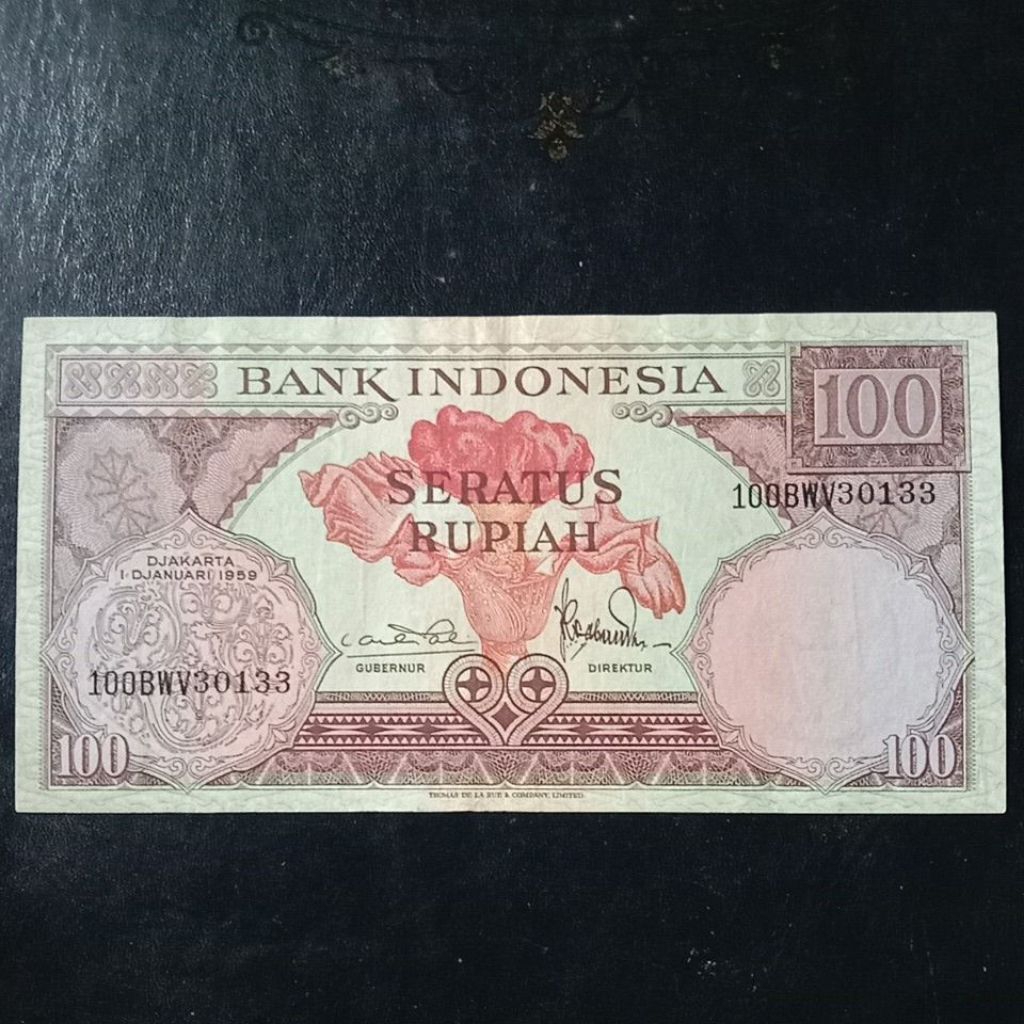 BANK INDONESIA
100
SERATUS
RUPIAH
100BWV30133
DJAKARTA
1 DJANUARI 1959
GUBERNUR
DIREKTUR
100BWV30133
100
100
THOMAS DE LA RUE & COMPANY, LIMITED.